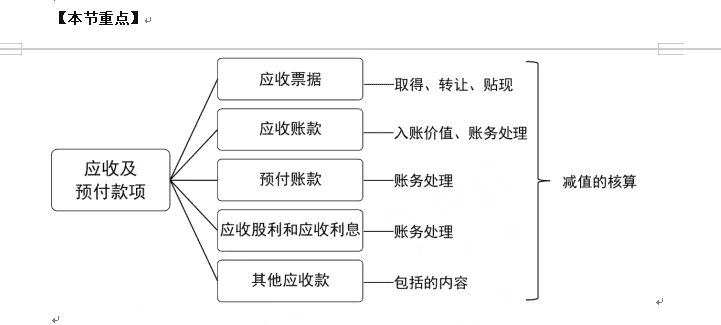 【本节重点】
应收及
预付款项
应收票据
取得、转让、贴现
应收账款
入账价值、账务处理
预付账款
账务处理
应收股利和应收利息
账务处理
其他应收款
包括的内容
减值的核算